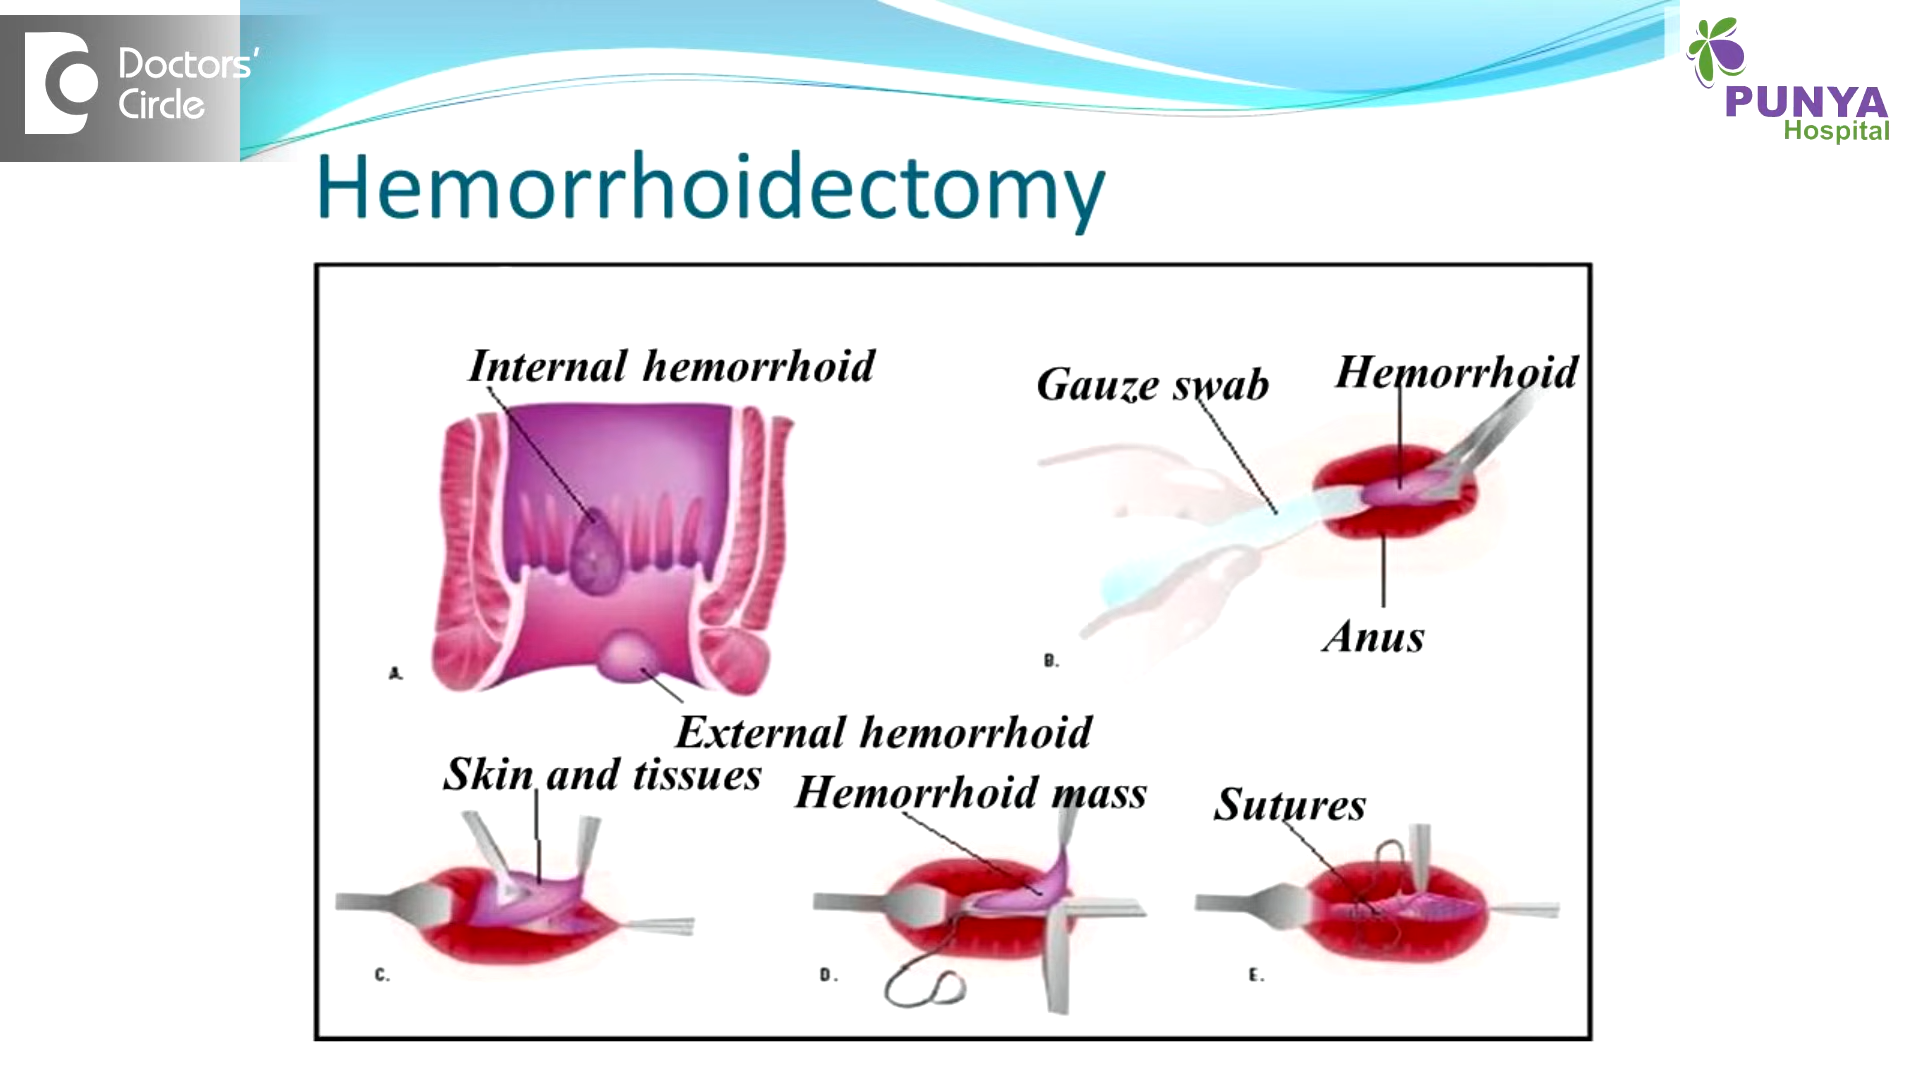 Doctors'
Circle
PUNYA
Hospital
Hemorrhoidectomy
Internal hemorrhoid
Gauze swab
Hemorrhoid
Anus
A.
B.
External hemorrhoid
Skin and tissues
Hemorrhoid mass
Sutures
C.
D.
E.